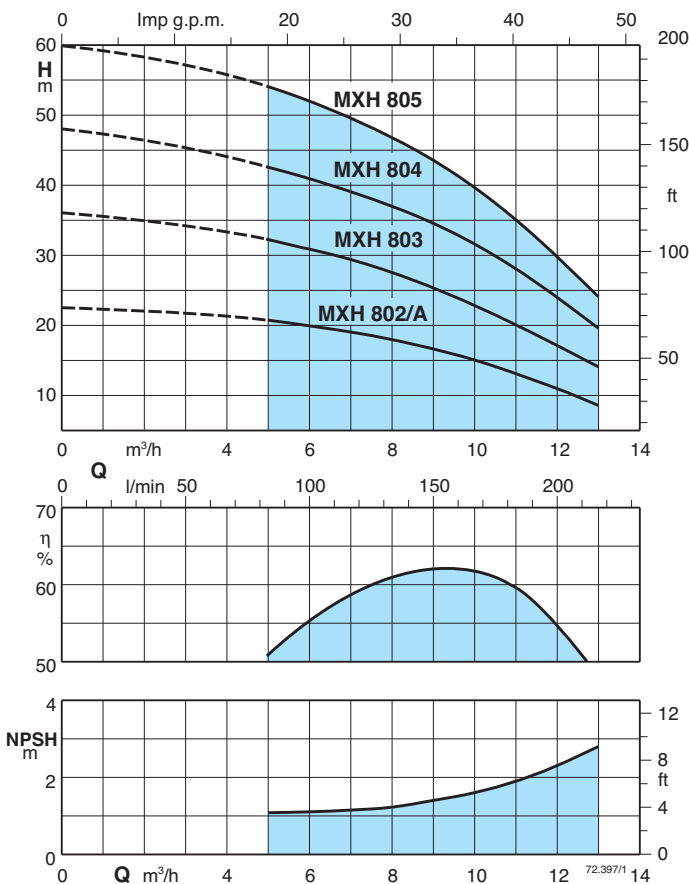 0 Imp g.p.m. 20 30 40 50
60 200
H
m
MXH 805
50
150
MXH 804
40
ft
MXH 803
30
100
MXH 802/A
20
50
10
0 m³/h 4 6 8 10 12 14
Q
0 l/min 50 100 150 200
70
η
%
60
50
4
12
NPSH
m
8
ft
2
4
0 0
0 Q m³/h 4 6 8 10 12 72.397/1 14